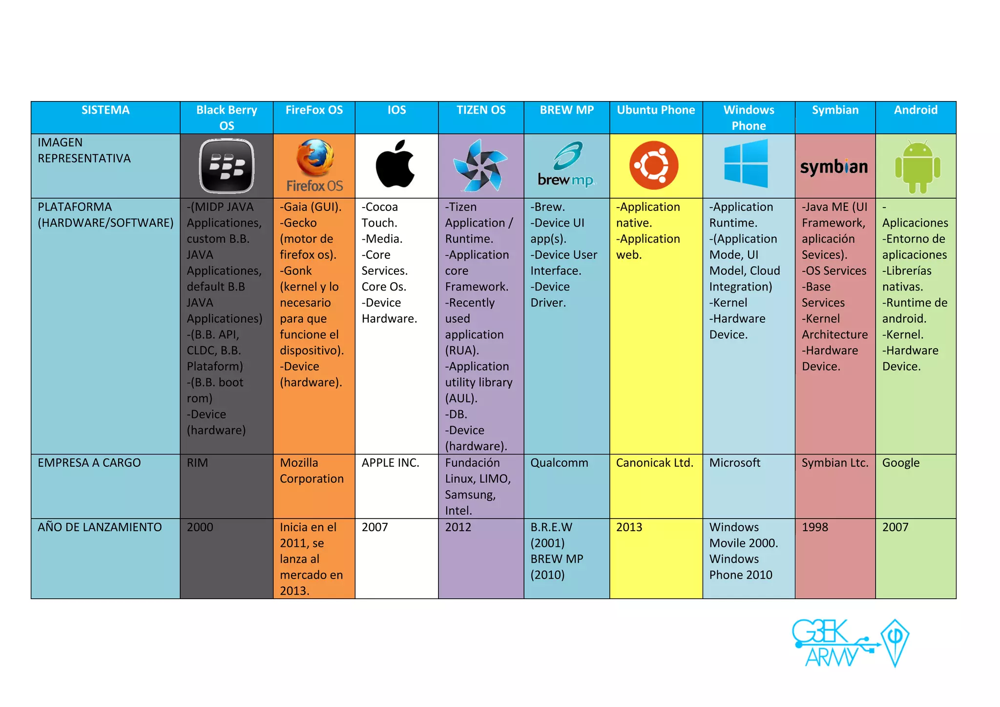 SISTEMA
Black Berry
OS
FireFox OS
IOS
TIZEN OS
BREW MP
Ubuntu Phone
Windows
Phone
Symbian
Android
IMAGEN
REPRESENTATIVA
Firefox OS
brew mp
symbian
PLATAFORMA
(HARDWARE/SOFTWARE)
-(MIDP JAVA
Applicationes,
custom B.B.
JAVA
Applicationes,
default B.B
JAVA
Applicationes)
-(B.B. API,
CLDC, B.B.
Plataform)
-(B.B. boot
rom)
-Device
(hardware)
-Gaia (GUI).
-Gecko
(motor de
firefox os).
-Gonk
(kernel y lo
necesario
para que
funcione el
dispositivo).
-Device
(hardware).
-Cocoa
Touch.
-Media.
-Core
Services.
Core Os.
-Device
Hardware.
-Tizen
Application /
Runtime.
-Application
core
Framework.
-Recently
used
application
(RUA).
-Application
utility library
(AUL).
-DB.
-Device
(hardware).
-Brew.
-Device UI
app(s).
-Device User
Interface.
-Device
Driver.
-Application
native.
-Application
web.
-Application
Runtime.
-(Application
Mode, UI
Model, Cloud
Integration)
-Kernel
-Hardware
Device.
-Java ME (UI
Framework,
aplicación
Sevices).
-OS Services
-Base
Services
-Kernel
Architecture
-Hardware
Device.
-
Aplicaciones
-Entorno de
aplicaciones
-Librerías
nativas.
-Runtime de
android.
-Kernel.
-Hardware
Device.
EMPRESA A CARGO
RIM
Mozilla
Corporation
APPLE INC.
Fundación
Linux, LIMO,
Samsung,
Intel.
Qualcomm
Canonicak Ltd.
Microsoft
Symbian Ltc.
Google
AÑO DE LANZAMIENTO
2000
Inicia en el
2011, se
lanza al
mercado en
2013.
2007
2012
B.R.E.W
(2001)
BREW MP
(2010)
2013
Windows
Movile 2000.
Windows
Phone 2010
1998
2007
G3EK
ARMY